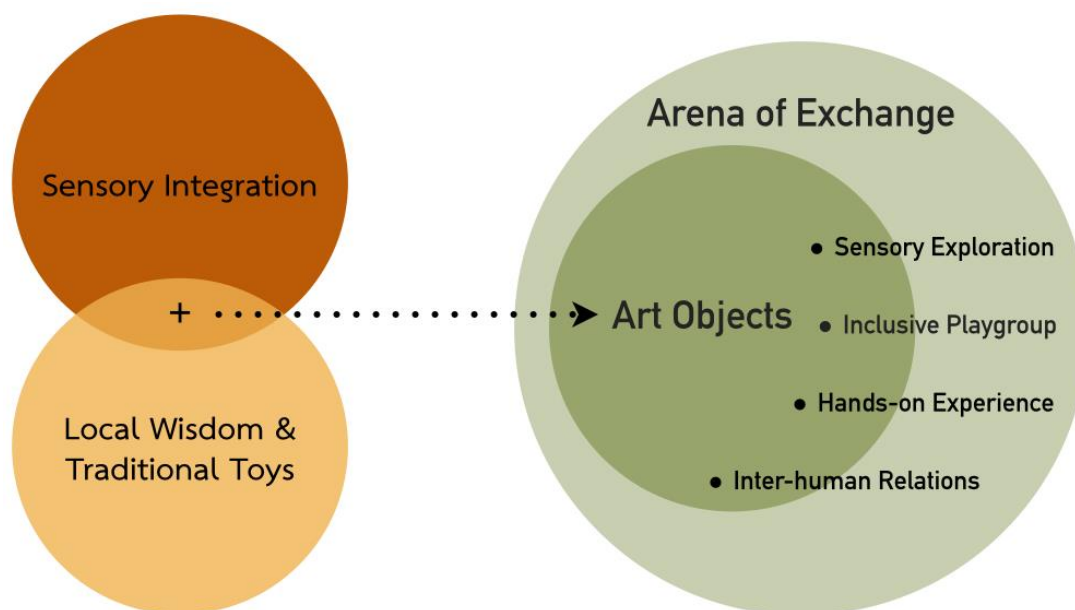 Sensory Integration
+
Local Wisdom &
Traditional Toys
Arena of Exchange
Art Objects
• Sensory Exploration
• Inclusive Playgroup
• Hands-on Experience
• Inter-human Relations